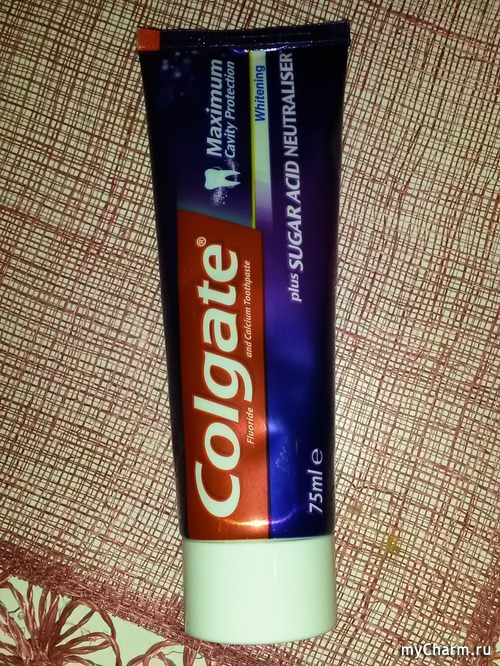 Maximum
Cavity Protection
Whitening
plus SUGAR ACID NEUTRALISER
Colgate®
Fluoride and Calcium Toothpaste
75ml ℮
myCharm.ru